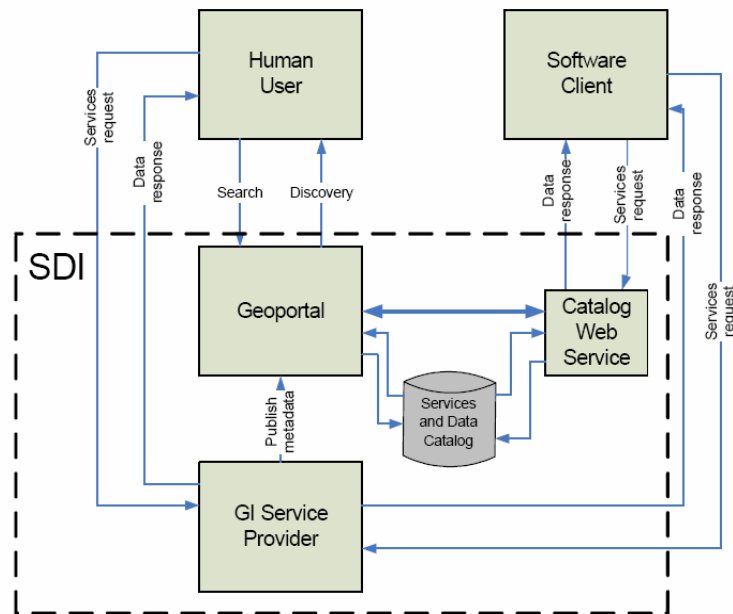 Human
User
Software
Client
Services
request
Data
response
Search
Discovery
Data
response
Services
request
Data
response
Services
request
SDI
Geoportal
Catalog
Web
Service
Services
and Data
Catalog
Publish
metadata
GI Service
Provider